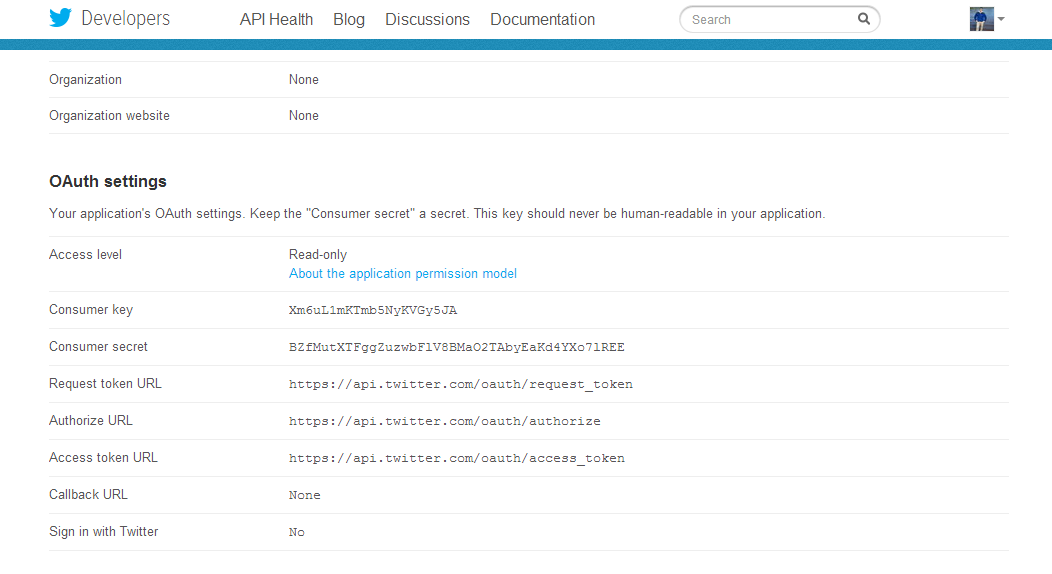 Developers
API Health Blog Discussions Documentation
Search
Organization None
Organization website None
OAuth settings
Your application's OAuth settings. Keep the "Consumer secret" a secret. This key should never be human-readable in your application.
Access level Read-only
About the application permission model
Consumer key Xm6uL1mKTmb5NyKVGy5JA
Consumer secret BZfMutXTFggZuzwbFlV8BMaO2TAbyEaKd4YXo7lREE
Request token URL https://api.twitter.com/oauth/request_token
Authorize URL https://api.twitter.com/oauth/authorize
Access token URL https://api.twitter.com/oauth/access_token
Callback URL None
Sign in with Twitter No